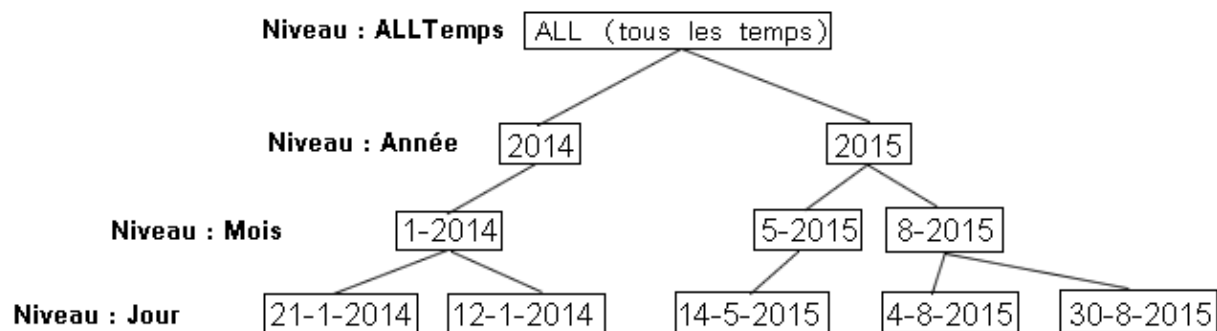 Niveau : ALLTemps ALL (tous les temps)
Niveau : Année 2014 2015
Niveau : Mois 1-2014 5-2015 8-2015
Niveau : Jour 21-1-2014 12-1-2014 14-5-2015 4-8-2015 30-8-2015